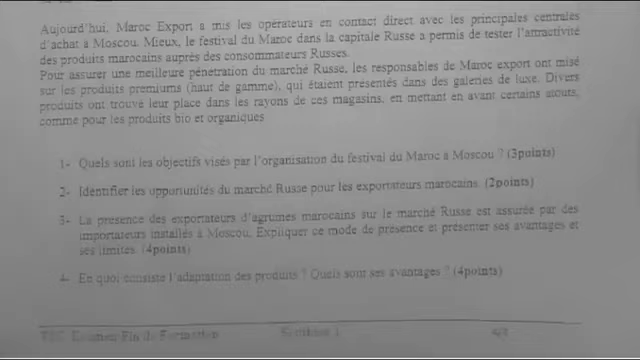 Aujourd'hui, Maroc Export a mis les opérateurs en contact direct avec les principales centrales
d'achat à Moscou. Mieux, le festival du Maroc dans la capitale Russe a permis de tester l'attractivité
des produits marocains auprès des consommateurs Russes.
Pour assurer une meilleure pénetration du marché Russe, les responsables de Maroc export ont misé
sur les produits premiums (haut de gamme), qui étaient présentés dans des galeries de luxe. Divers
produits ont trouvé leur place dans les rayons de ces magasins, en mettant en avant certains atouts,
comme pour les produits bio et organiques
1- Quels sont les objectifs visés par l'organisation du festival du Maroc à Moscou ? (3points)
2- Identifier les opportunités du marché Russe pour les exportateurs marocains. (2points)
3- La présence des exportateurs d'agrumes marocains sur le marché Russe est assurée par des
importateurs installés à Moscou. Expliquer ce mode de présence et présenter ses avantages et
ses limites. (4points)
4- En quoi consiste l'adaptation des produits ? Quels sont ses avantages ? (4points)
Examen Fin de Formation